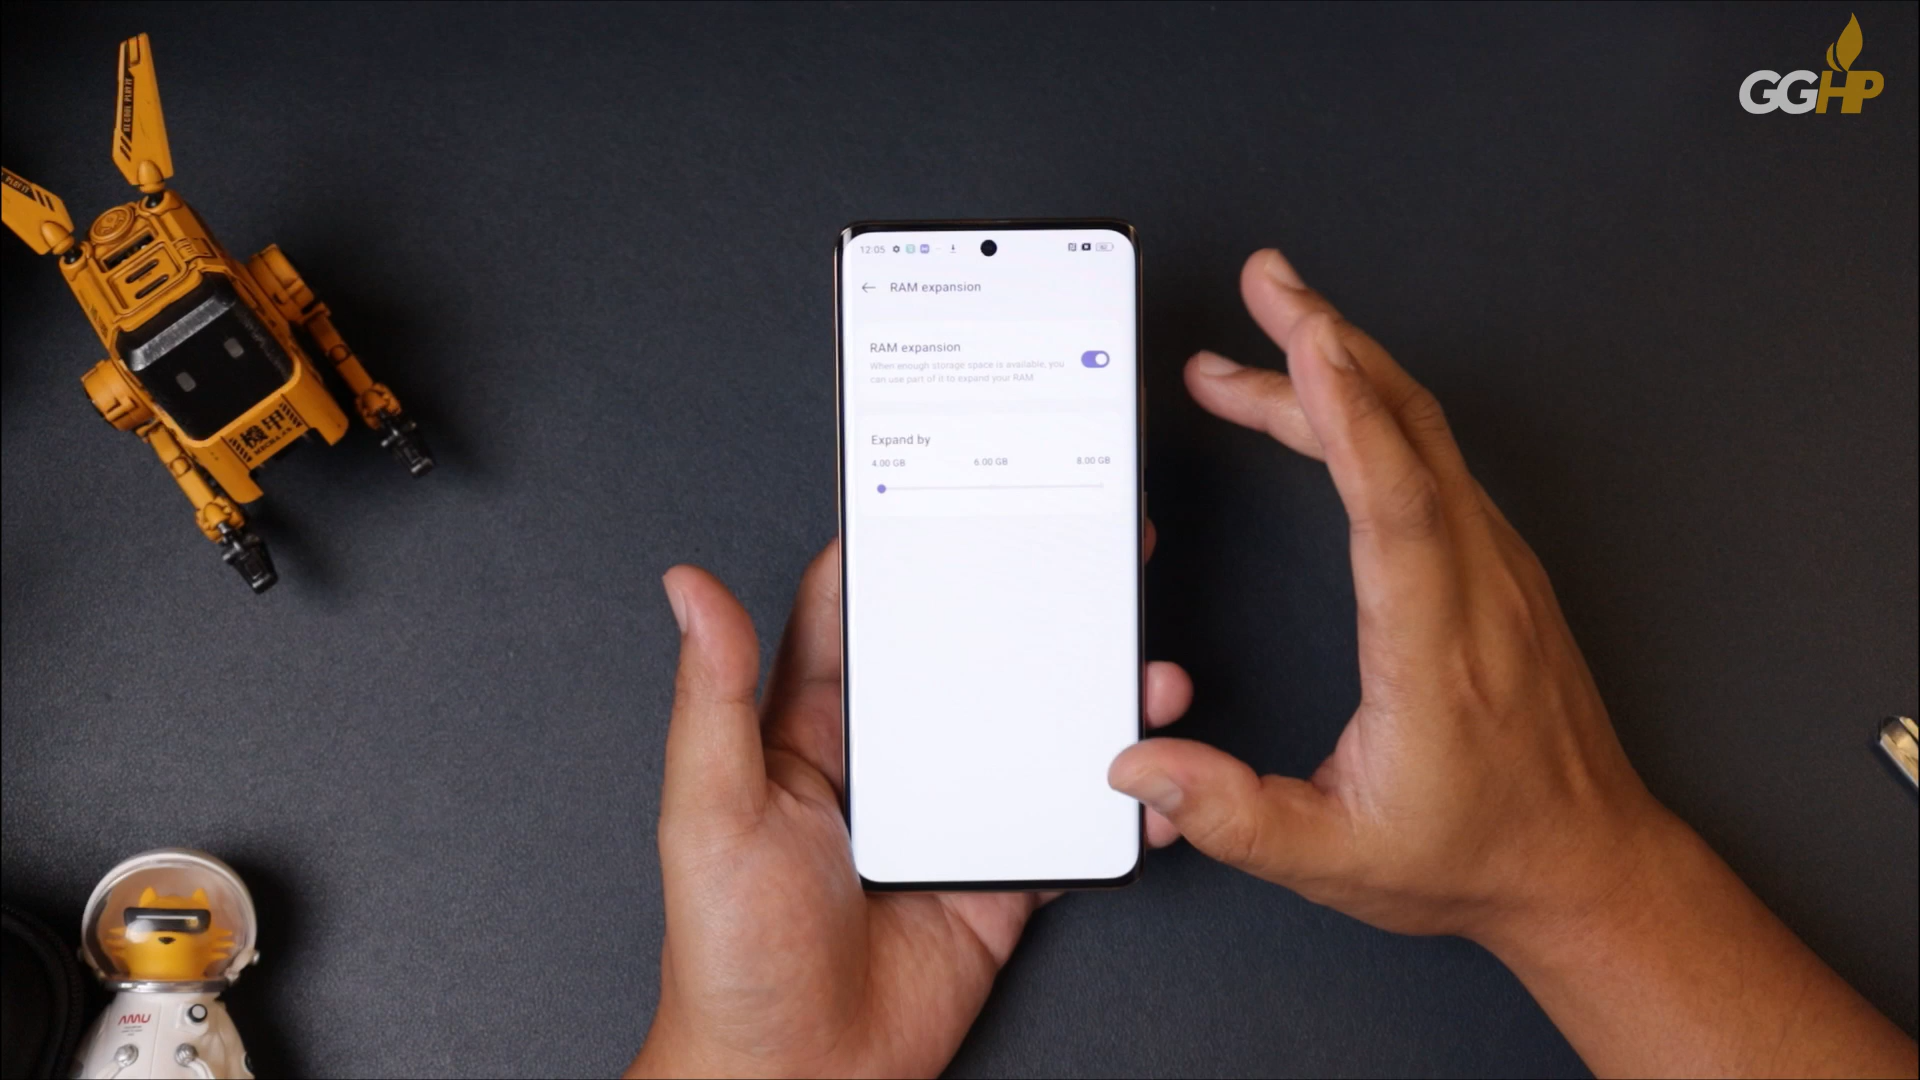 GGHP
12:05
RAM expansion
RAM expansion
When enough storage space is available, you
can use part of it to expand your RAM
Expand by
4.00 GB 6.00 GB 8.00 GB
機甲
AMU